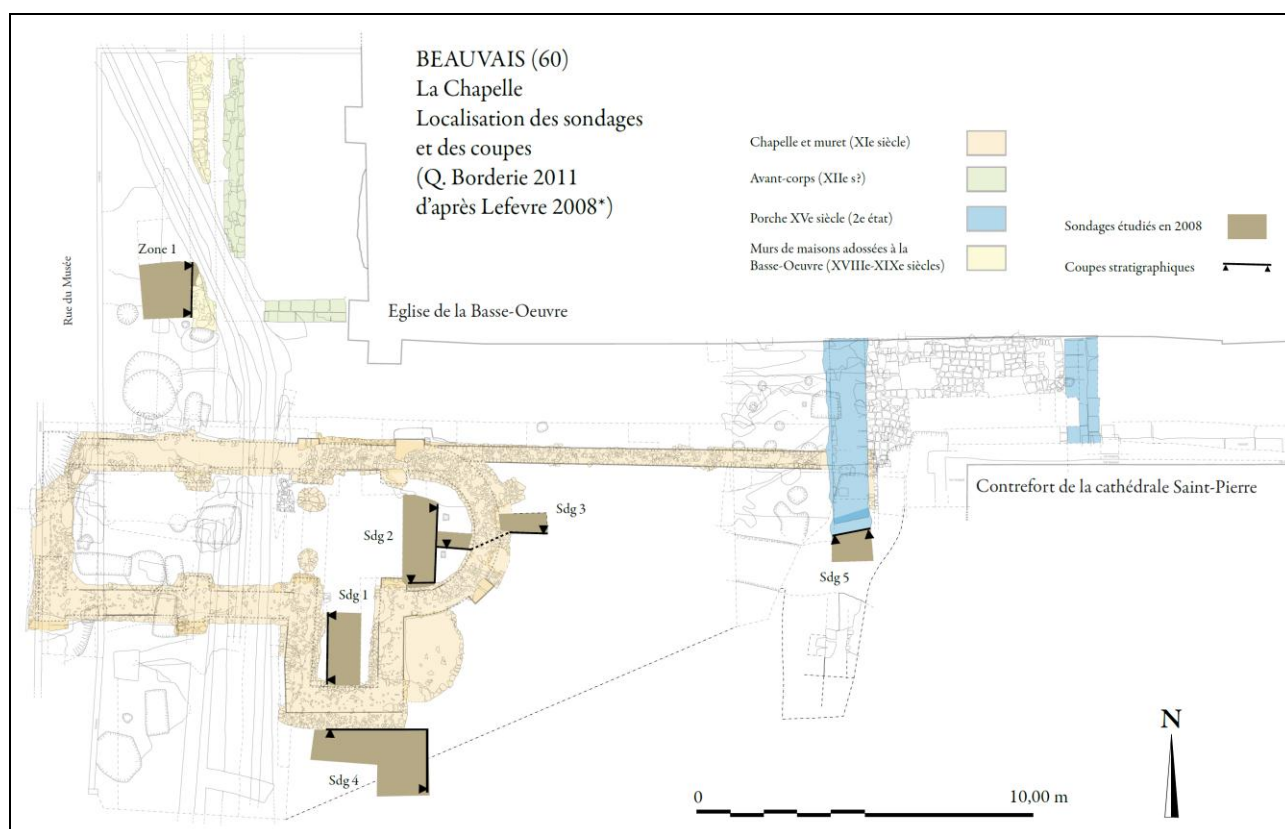 BEAUVAIS (60)
La Chapelle
Localisation des sondages
et des coupes
(Q. Borderie 2011
d'après Lefevre 2008*)
Chapelle et muret (XIe siècle)
Avant-corps (XIIe s?)
Porche XVe siècle (2e état)
Murs de maisons adossées à la
Basse-Oeuvre (XVIIIe-XIXe siècles)
Sondages étudiés en 2008
Coupes stratigraphiques
Zone 1
Rue du Musée
Eglise de la Basse-Oeuvre
Contrefort de la cathédrale Saint-Pierre
Sdg 3
Sdg 2
Sdg 5
Sdg 1
Sdg 4
N
0
10,00 m